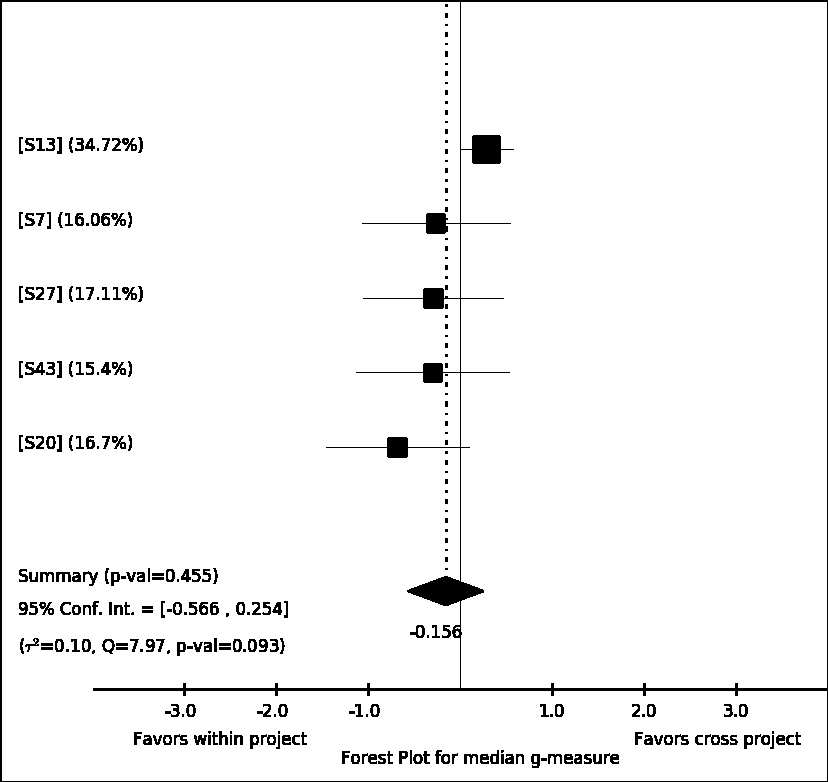 [S13] (34.72%)
[S7] (16.06%)
[S27] (17.11%)
[S43] (15.4%)
[S20] (16.7%)
Summary (p-val=0.455)
95% Conf. Int. = [-0.566 , 0.254]
-0.156
(τ²=0.10, Q=7.97, p-val=0.093)
-3.0 -2.0 -1.0 1.0 2.0 3.0
Favors within project Favors cross project
Forest Plot for median g-measure